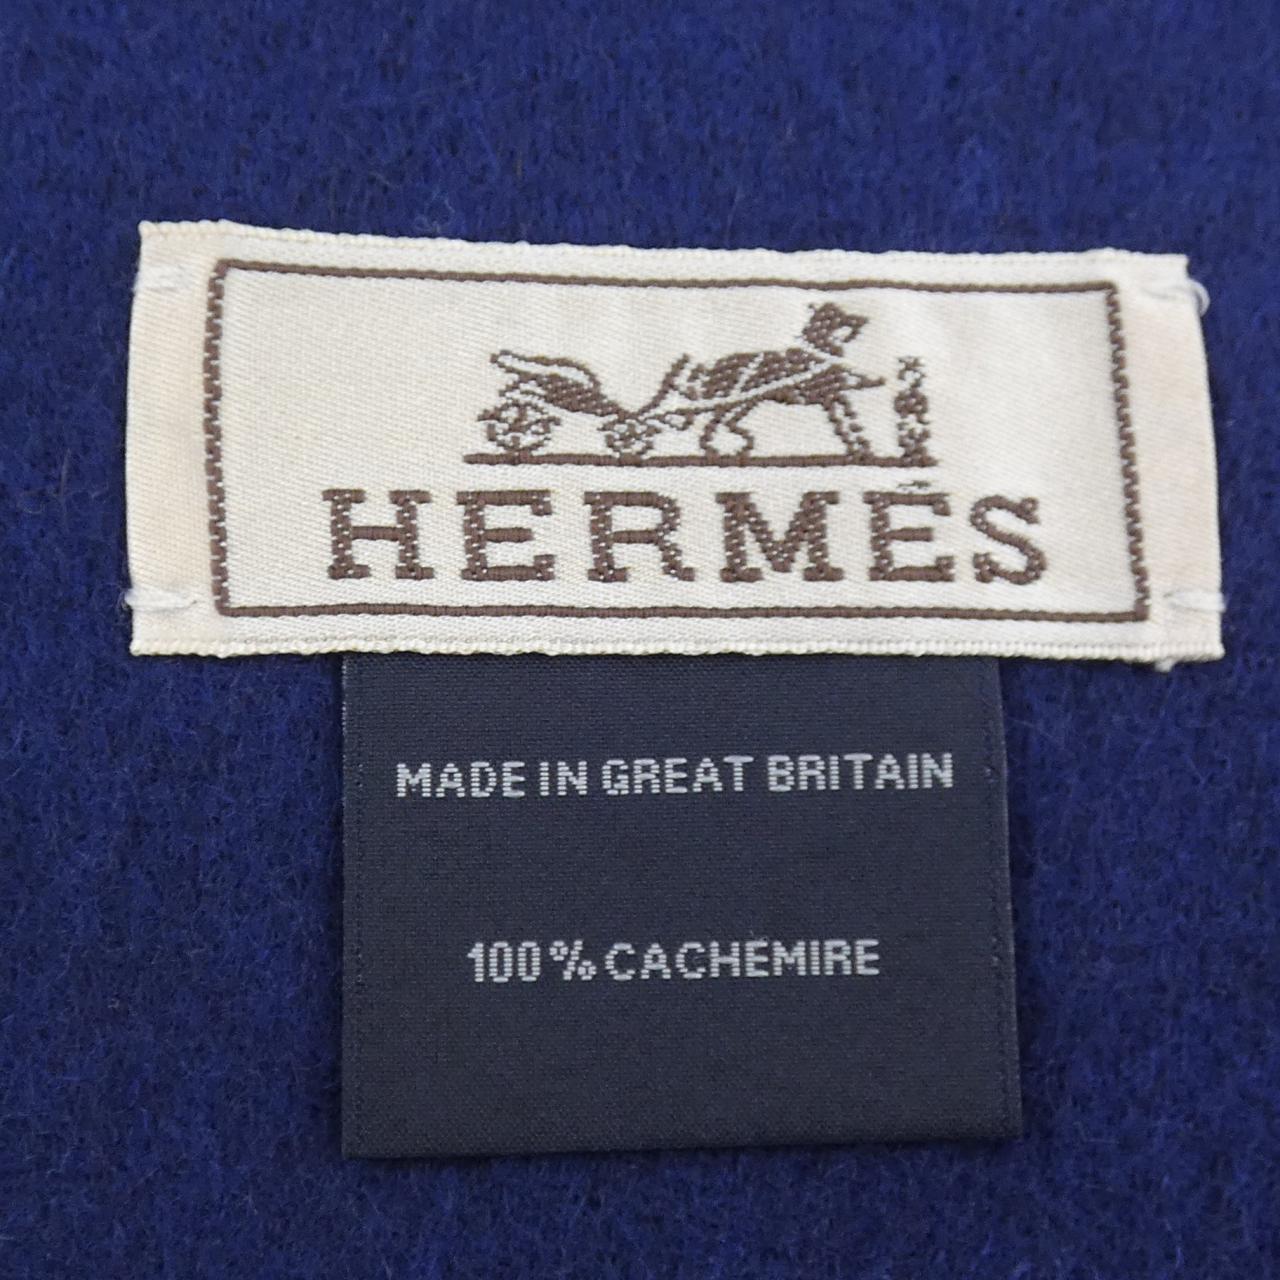 HERMÈS
MADE IN GREAT BRITAIN
100% CACHEMIRE